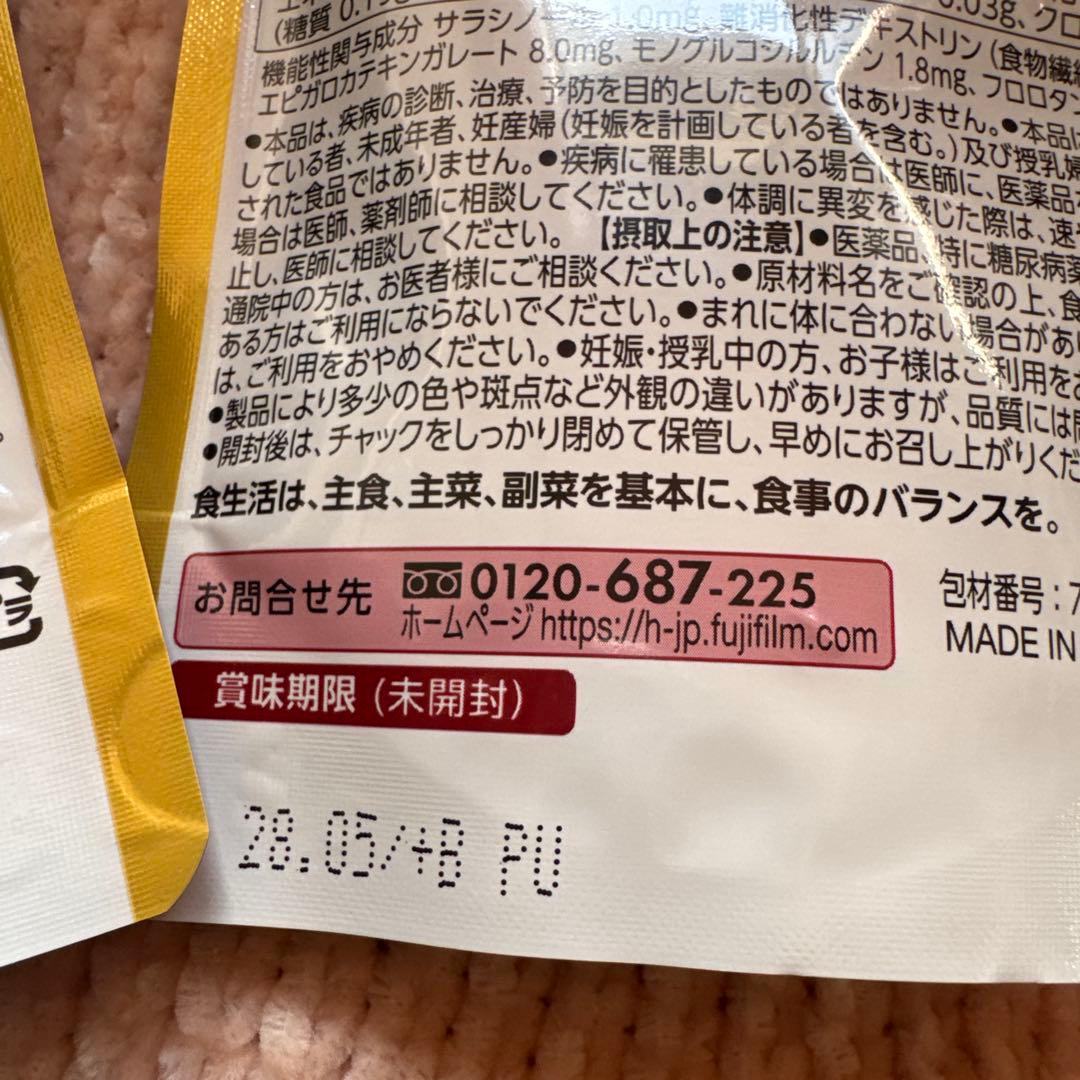 (糖質 0.19g
0.03g、クロ
機能性関与成分 サラシノール 1.0mg、難消化性デキストリン(食物繊維
エピガロカテキンガレート 8.0mg、モノグルコシルルチン 1.8mg、フロロタン
●本品は、疾病の診断、治療、予防を目的としたものではありません。●本品は
している者、未成年者、妊産婦(妊娠を計画している者を含む。)及び授乳婦
された食品ではありません。●疾病に罹患している場合は医師に、医薬品を
場合は医師、薬剤師に相談してください。●体調に異変を感じた際は、速や
止し、医師に相談してください。【摂取上の注意】●医薬品、特に糖尿病薬
通院中の方は、お医者様にご相談ください。●原材料名をご確認の上、食
ある方はご利用にならないでください。●まれに体に合わない場合があ
は、ご利用をおやめください。●妊娠・授乳中の方、お子様はご利用をお
●製品により多少の色や斑点など外観の違いがありますが、品質には問
●開封後は、チャックをしっかり閉めて保管し、早めにお召し上がりくだ
食生活は、主食、主菜、副菜を基本に、食事のバランスを。
お問合せ先
0120-687-225
ホームページ https://h-jp.fujifilm.com
包材番号:7
MADE IN
賞味期限 (未開封)
28.05/+B PU
プラ